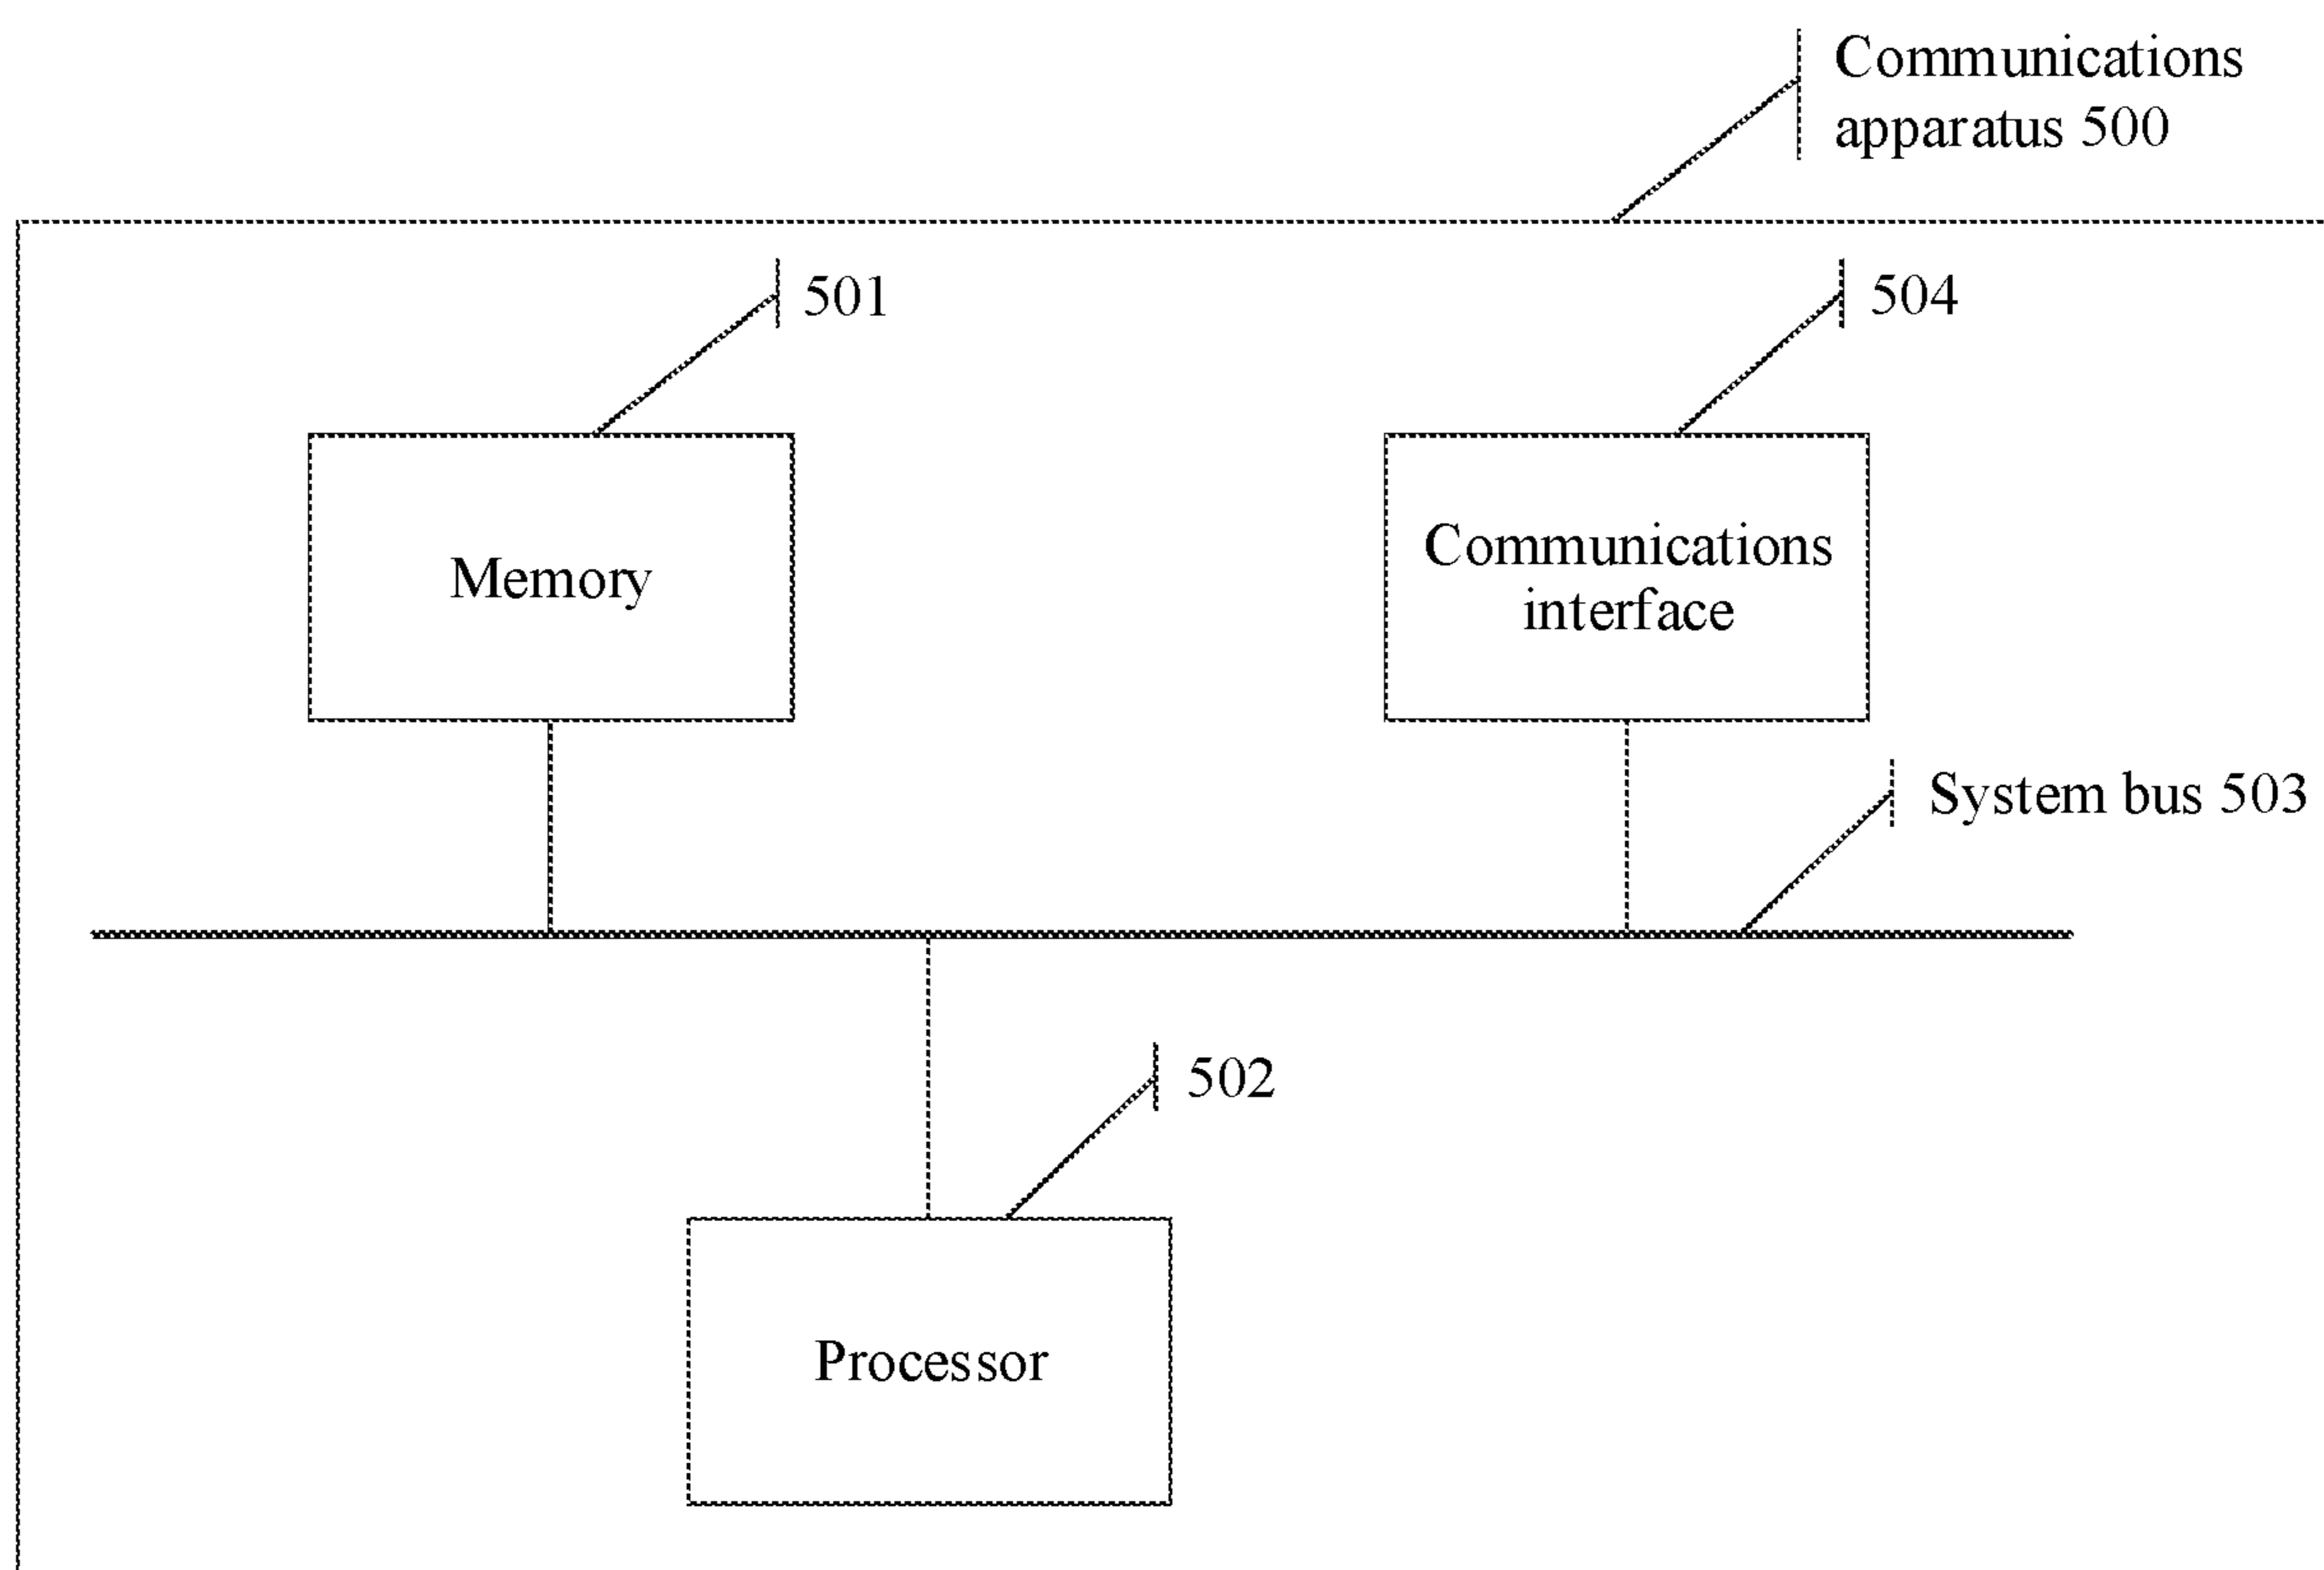 Communications
apparatus 500
501
504
Memory
Communications
interface
System bus 503
502
Processor